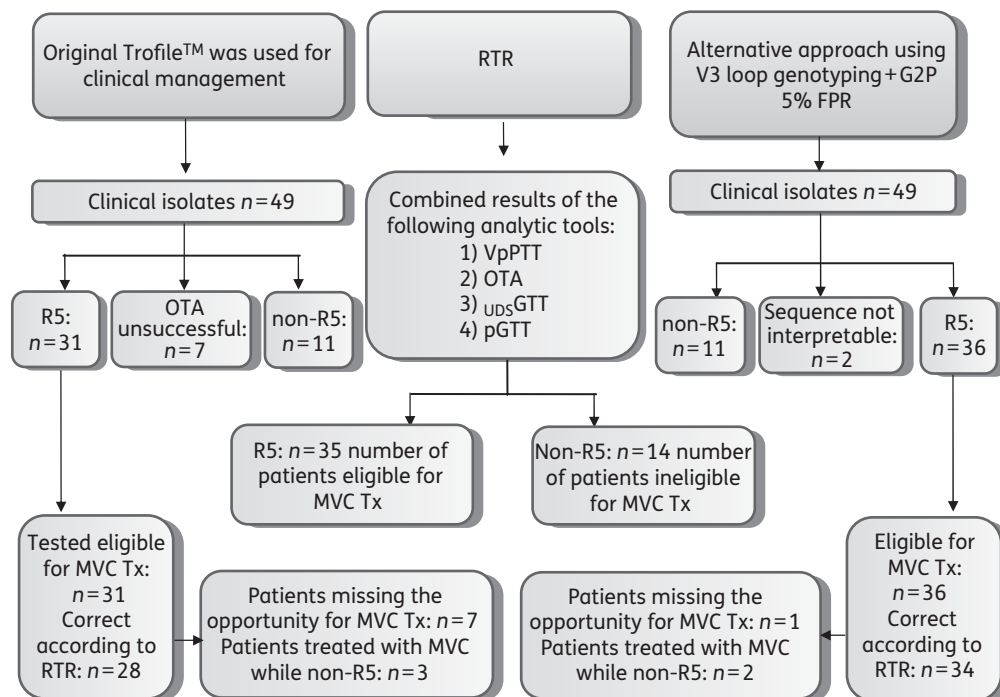 Original Trofile™ was used for
clinical management
RTR
Alternative approach using
V3 loop genotyping+G2P
5% FPR
Clinical isolates n=49
Combined results of the
following analytic tools:
1) VpPTT
2) OTA
3) UDSGTT
4) pGTT
Clinical isolates n=49
R5:
n=31
OTA
unsuccessful:
n=7
non-R5:
n=11
non-R5:
n=11
Sequence not
interpretable:
n=2
R5:
n=36
R5: n=35 number of
patients eligible for
MVC Tx
Non-R5: n=14 number
of patients ineligible
for MVC Tx
Tested eligible
for MVC Tx:
n=31
Correct
according to
RTR: n=28
Patients missing the
opportunity for MVC Tx: n=7
Patients treated with MVC
while non-R5: n=3
Patients missing the
opportunity for MVC Tx: n=1
Patients treated with MVC
while non-R5: n=2
Eligible for
MVC Tx:
n=36
Correct
according to
RTR: n=34